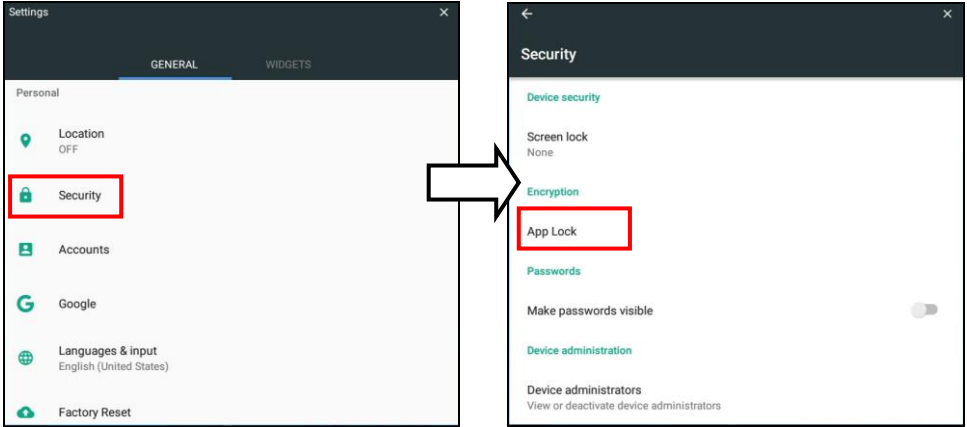 Settings
GENERAL
WIDGETS
Personal
Location
OFF
Security
Accounts
Google
Languages & input
English (United States)
Factory Reset
Security
Device security
Screen lock
None
Encryption
App Lock
Passwords
Make passwords visible
Device administration
Device administrators
View or deactivate device administrators